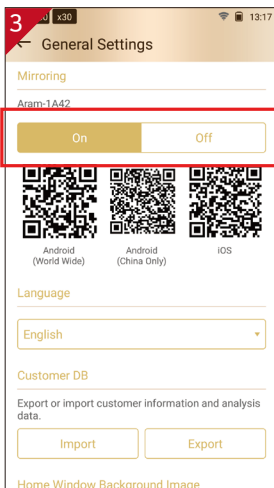 3
x30
13:17
← General Settings
Mirroring
Aram-1A42
On
Off
Android
(World Wide)
Android
(China Only)
iOS
Language
English
Customer DB
Export or import customer information and analysis
data.
Import
Export
Home Window Background Image